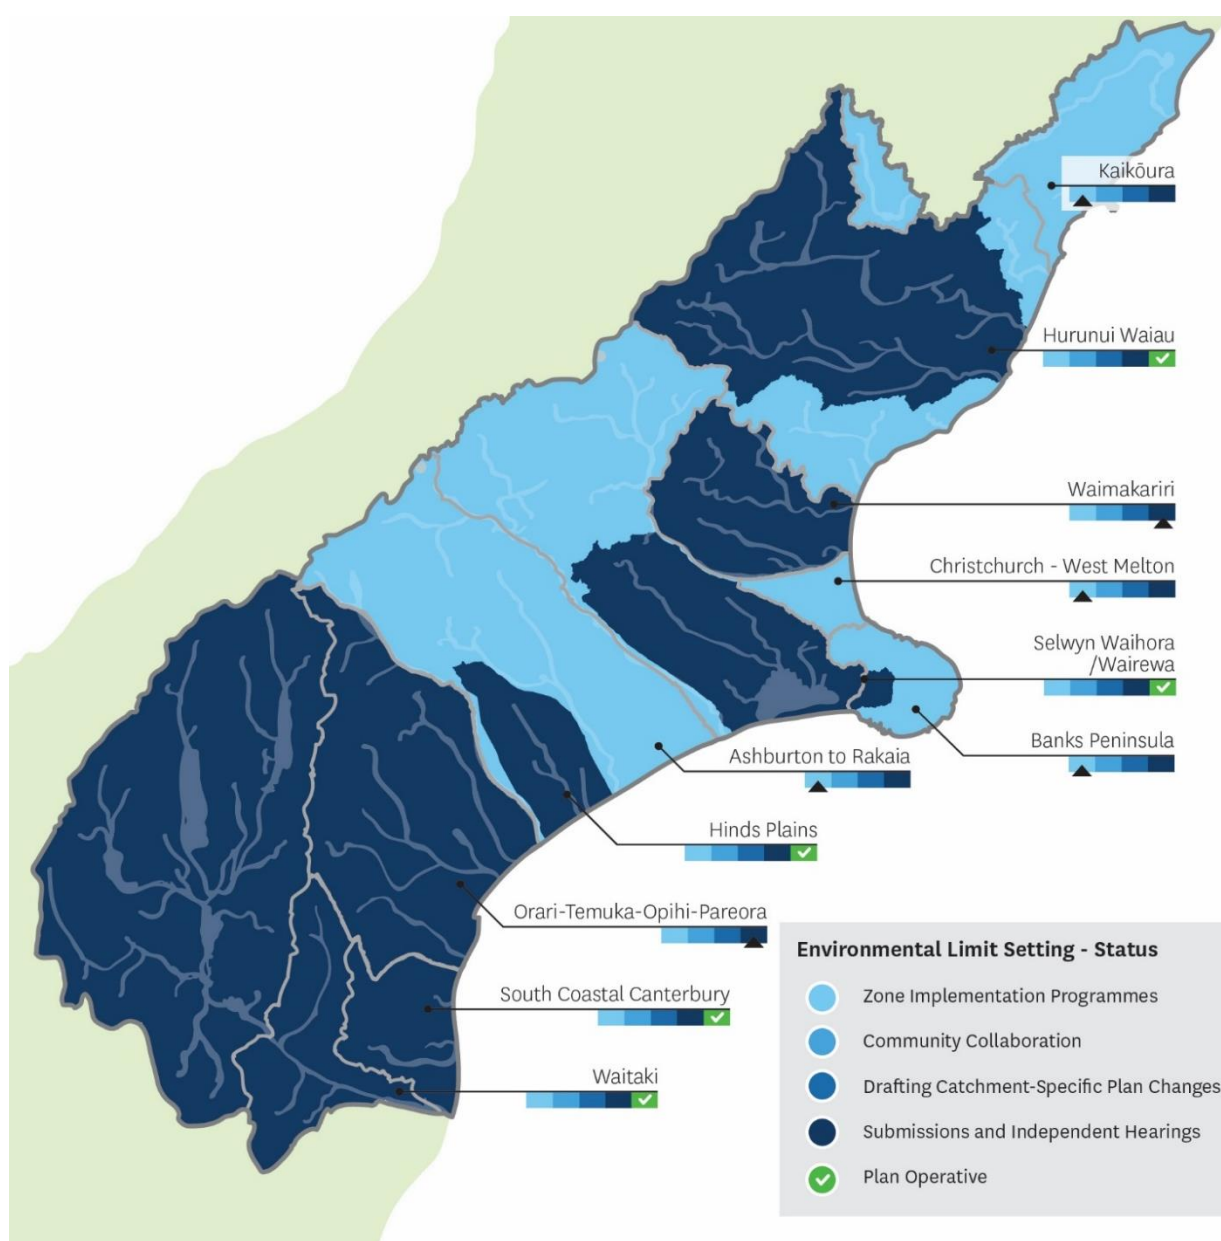 Kaikōura
Hurunui Waiau
Waimakariri
Christchurch - West Melton
Selwyn Waihora
/Wairewa
Banks Peninsula
Ashburton to Rakaia
Hinds Plains
Orari-Temuka-Opihi-Pareora
South Coastal Canterbury
Waitaki
Environmental Limit Setting - Status
Zone Implementation Programmes
Community Collaboration
Drafting Catchment-Specific Plan Changes
Submissions and Independent Hearings
Plan Operative